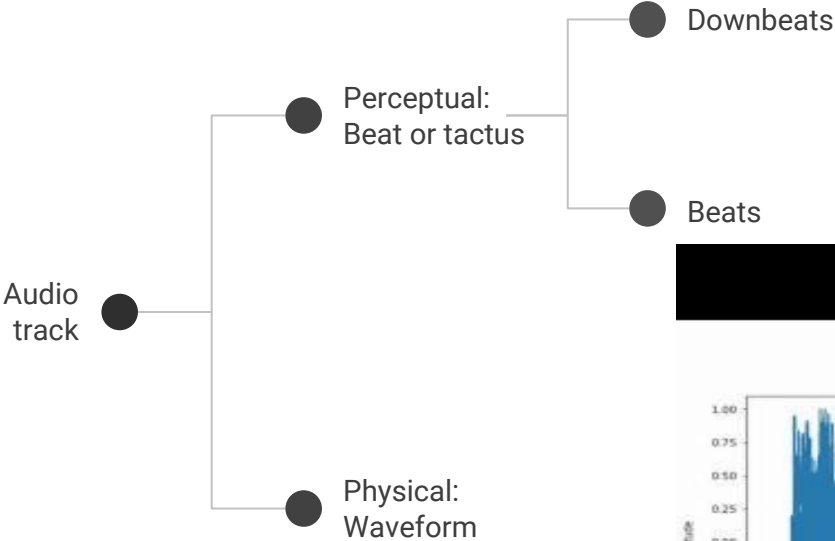 Downbeats
Perceptual:
Beat or tactus
Beats
Audio
track
1.00
0.75
0.50
0.25
Physical:
Waveform